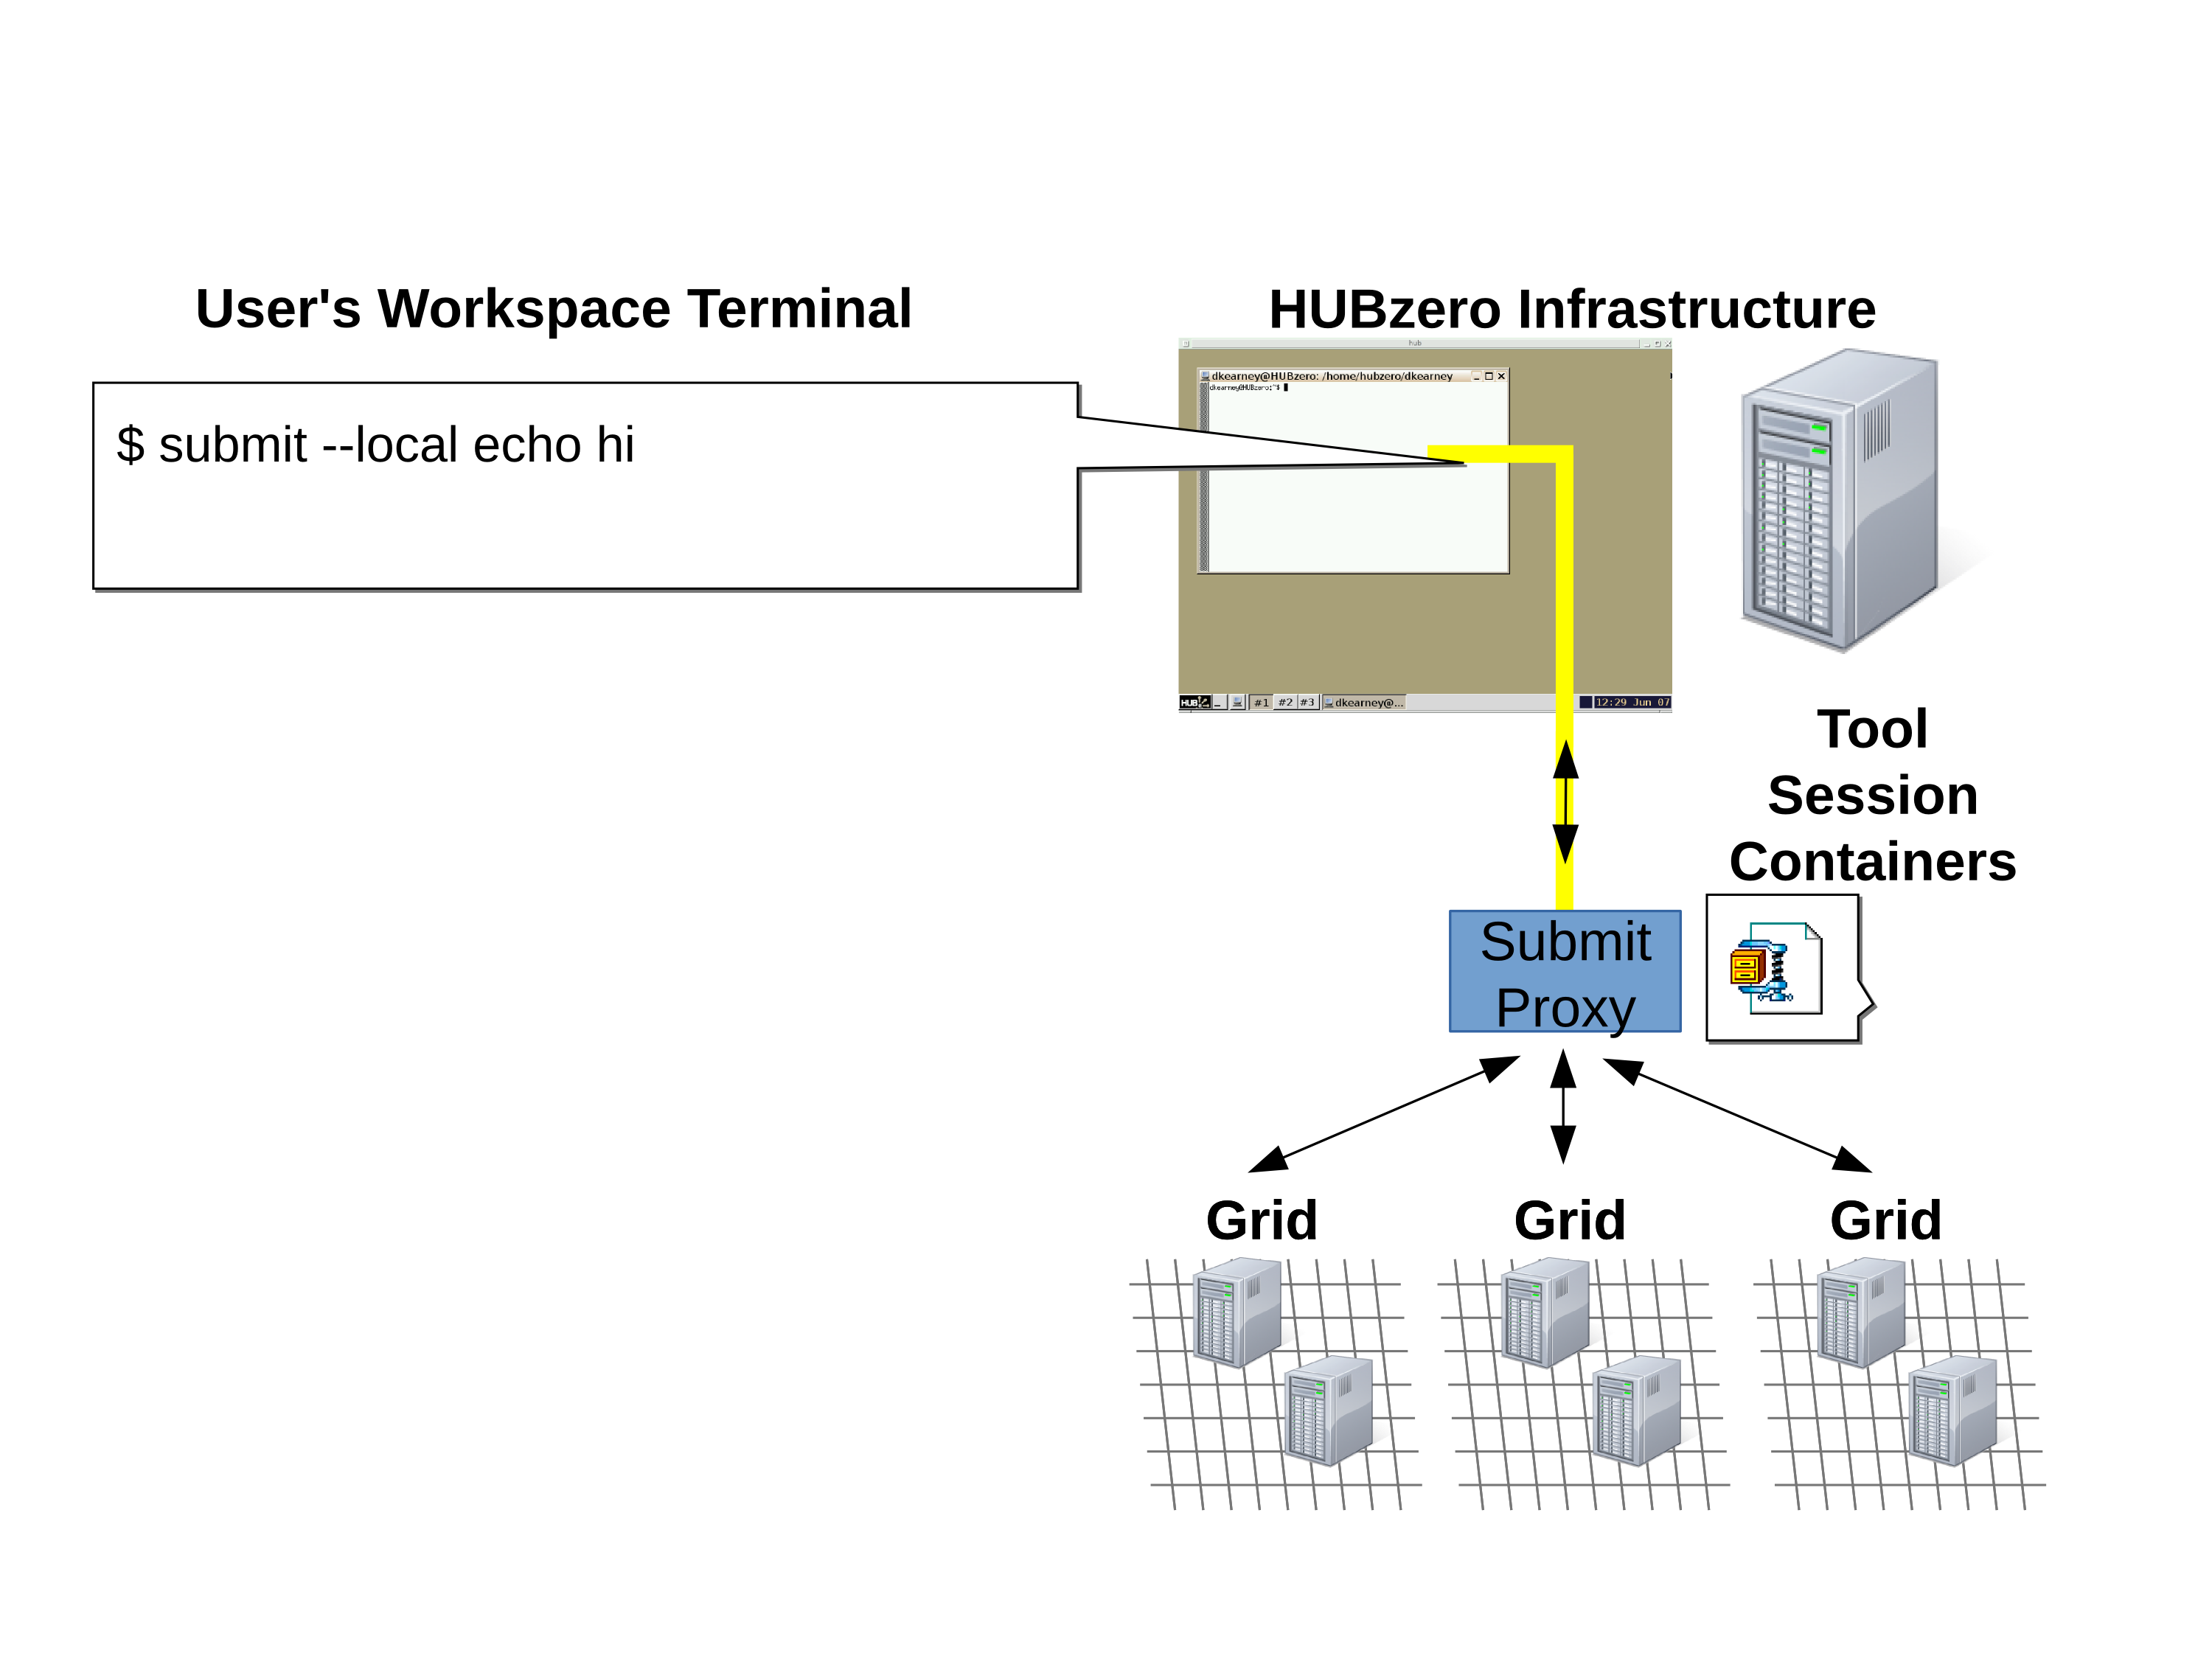 User's Workspace Terminal
HUBzero Infrastructure
$ submit --local echo hi
hub
dkearney@HUBzero: /home/hubzero/dkearney
dkearney@HUBzero:~$
HUB
#1 #2 #3 dkearney@... 12:29 Jun 07
Tool
Session
Containers
Submit
Proxy
Grid Grid Grid